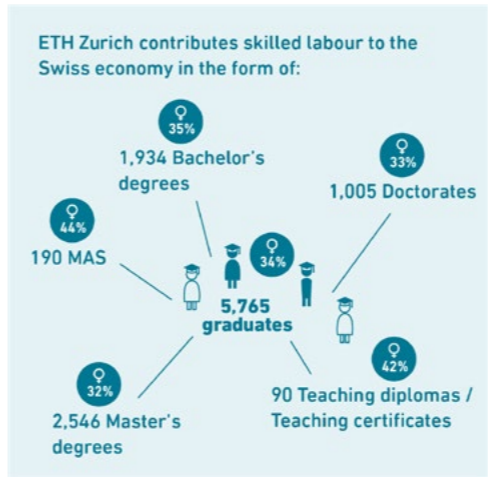 ETH Zurich contributes skilled labour to the
Swiss economy in the form of:
♀
35%
1,934 Bachelor's
degrees
♀
33%
1,005 Doctorates
♀
44%
190 MAS
♀
34%
5,765
graduates
♀
32%
2,546 Master's
degrees
♀
42%
90 Teaching diplomas /
Teaching certificates